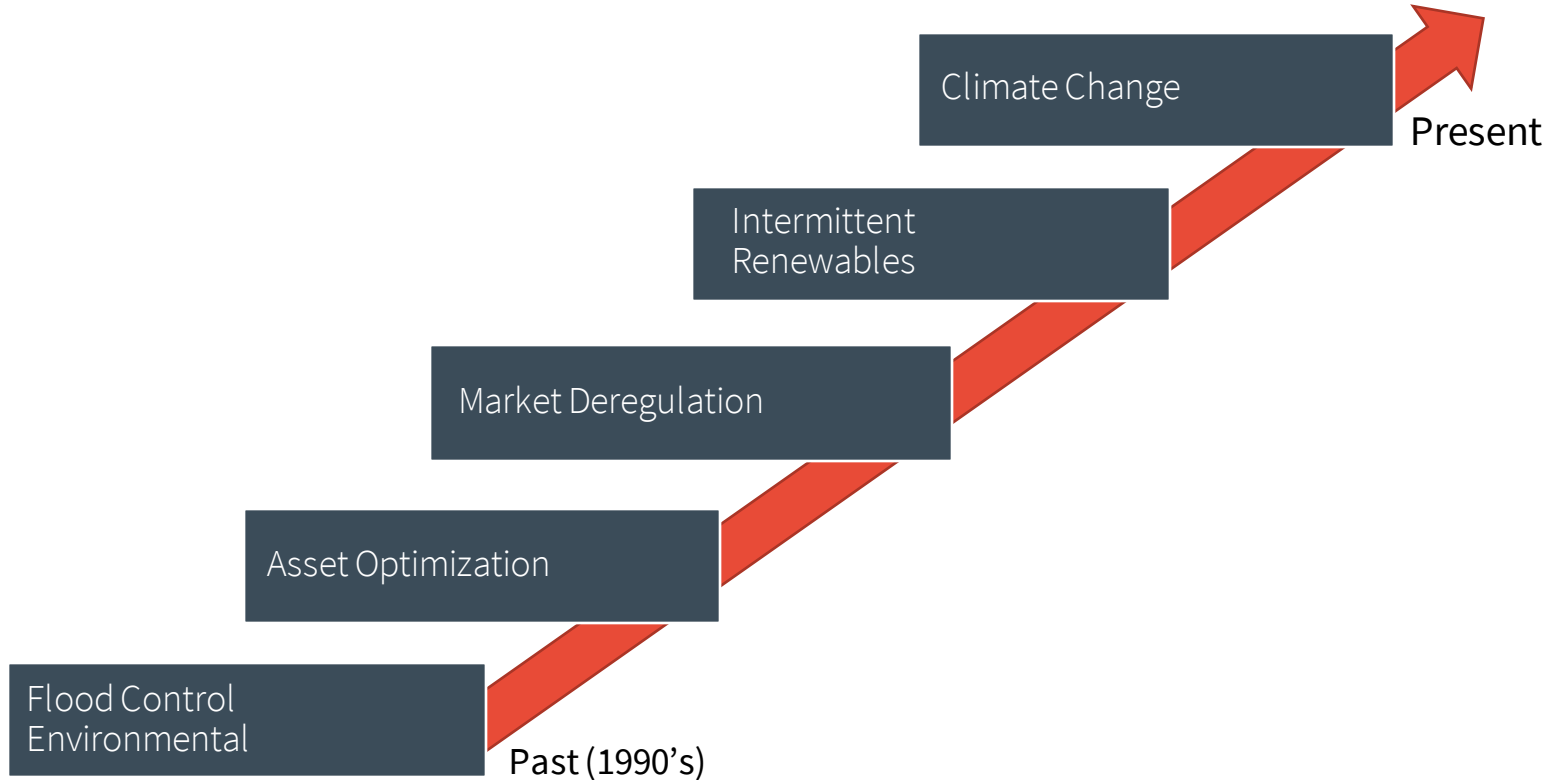 Climate Change
Present
Intermittent
Renewables
Market Deregulation
Asset Optimization
Flood Control
Environmental
Past (1990’s)